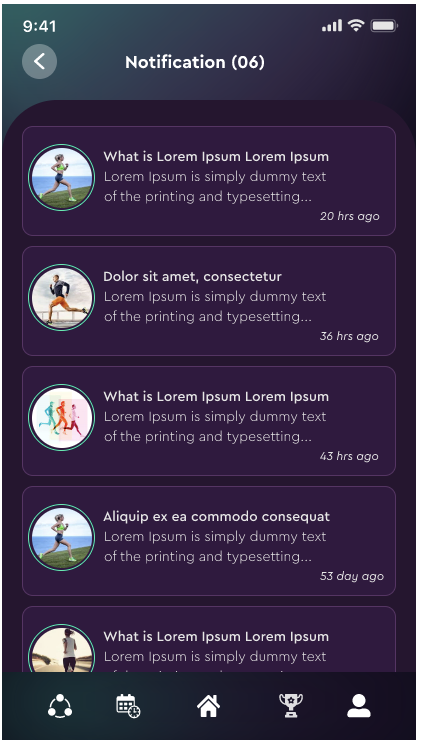 9:41
Notification (06)
What is Lorem Ipsum Lorem Ipsum
Lorem Ipsum is simply dummy text
of the printing and typesetting...
20 hrs ago
Dolor sit amet, consectetur
Lorem Ipsum is simply dummy text
of the printing and typesetting...
36 hrs ago
What is Lorem Ipsum Lorem Ipsum
Lorem Ipsum is simply dummy text
of the printing and typesetting...
43 hrs ago
Aliquip ex ea commodo consequat
Lorem Ipsum is simply dummy text
of the printing and typesetting...
53 day ago
What is Lorem Ipsum Lorem Ipsum
Lorem Ipsum is simply dummy text